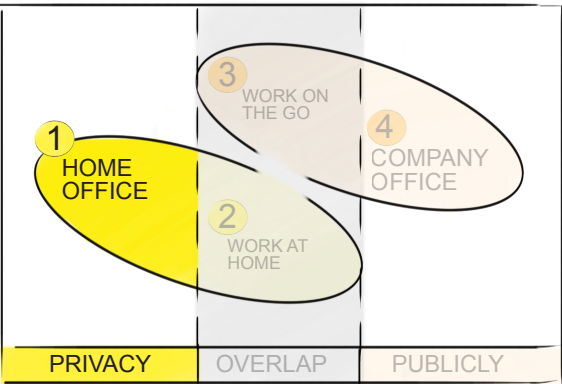 3
WORK ON
THE GO
4
COMPANY
OFFICE
1
HOME
OFFICE
2
WORK AT
HOME
PRIVACY OVERLAP PUBLICLY